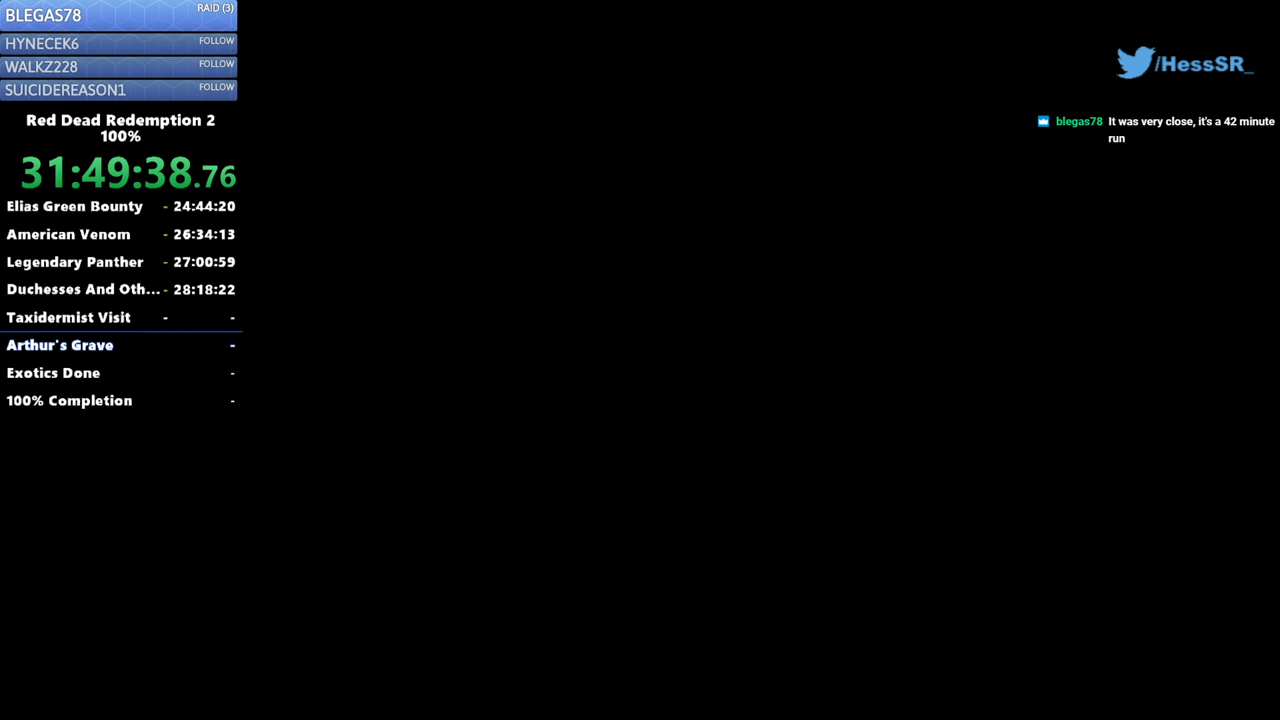 BLEGAS78 RAID (3)
HYNECEK6 FOLLOW
WALKZ228 FOLLOW
SUICIDEREASON1 FOLLOW
Red Dead Redemption 2
100%
31:49:38.76
Elias Green Bounty - 24:44:20
American Venom - 26:34:13
Legendary Panther - 27:00:59
Duchesses And Oth... - 28:18:22
Taxidermist Visit - -
Arthur's Grave -
Exotics Done -
100% Completion -
/HessSR_
blegas78 It was very close, it's a 42 minute
run